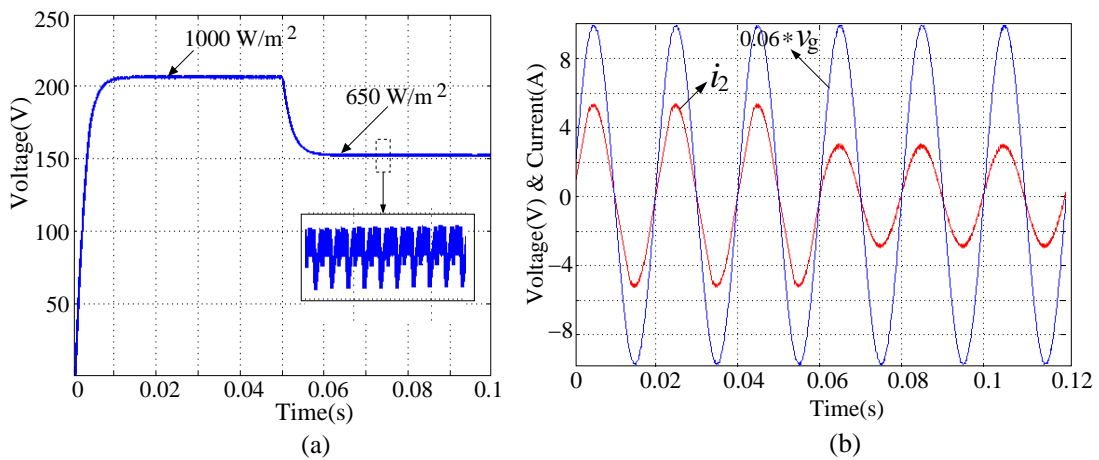 250
200
150
100
50
Voltage(V)
1000 W/m²
650 W/m²
0 0.02 0.04 0.06 0.08 0.1
Time(s)
(a)
8
4
0
−4
−8
Voltage(V) & Current(A)
0.06*vg
i2
0 0.02 0.04 0.06 0.08 0.1 0.12
Time(s)
(b)